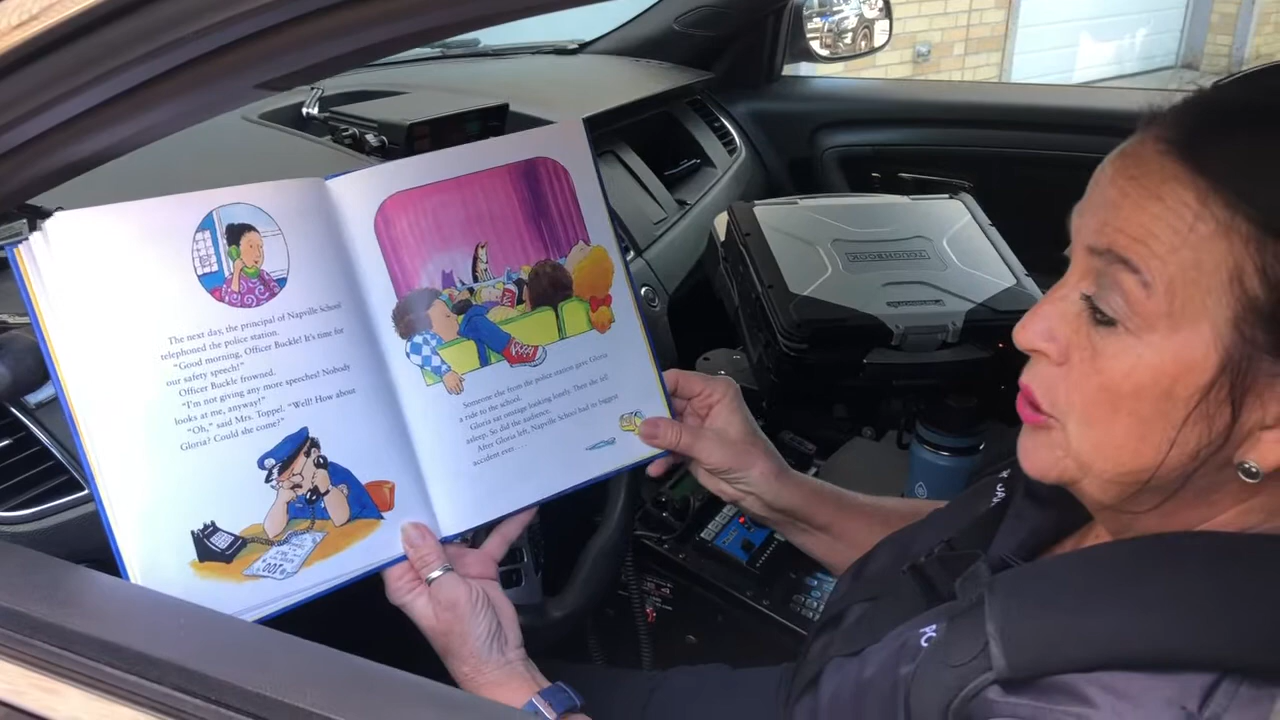 The next day, the principal of Napville School
telephoned the police station.
"Good morning, Officer Buckle! It's time for
our safety speech!"
Officer Buckle frowned.
"I'm not giving any more speeches! Nobody
looks at me, anyway!"
"Oh," said Mrs. Toppel. "Well! How about
Gloria? Could she come?"
Someone else from the police station gave Gloria
a ride to the school.
Gloria sat onstage looking lonely. Then she fell
asleep. So did the audience.
After Gloria left, Napville School had its biggest
accident ever. . . .
TOUGHBOOK